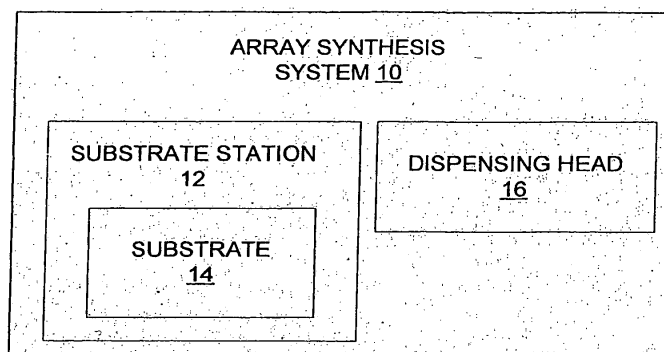 ARRAY SYNTHESIS
SYSTEM 10
SUBSTRATE STATION
12
SUBSTRATE
14
DISPENSING HEAD
16